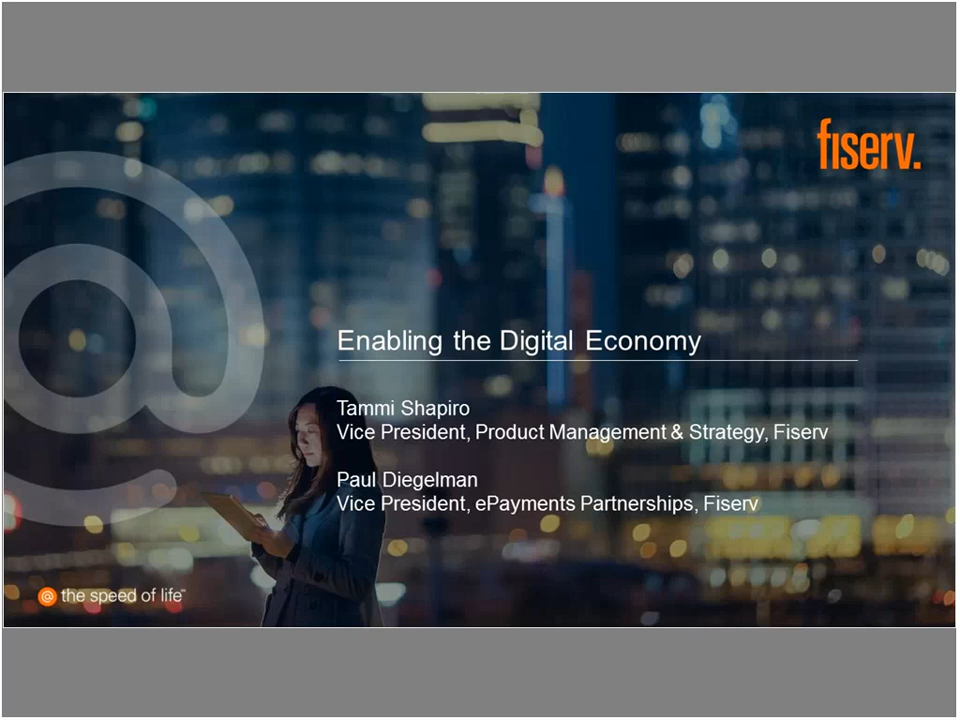 fiserv.
Enabling the Digital Economy
Tammi Shapiro
Vice President, Product Management & Strategy, Fiserv
Paul Diegelman
Vice President, ePayments Partnerships, Fiserv
@ the speed of life℠